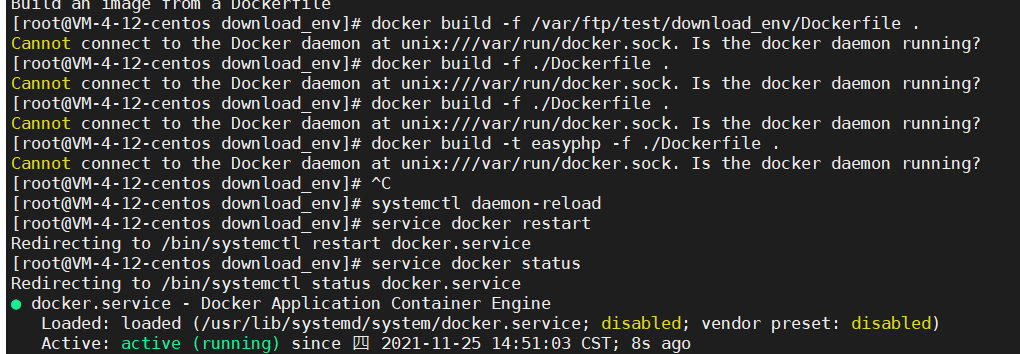 Build an image from a Dockerfile
[root@VM-4-12-centos download_env]# docker build -f /var/ftp/test/download_env/Dockerfile .
Cannot connect to the Docker daemon at unix:///var/run/docker.sock. Is the docker daemon running?
[root@VM-4-12-centos download_env]# docker build -f ./Dockerfile .
Cannot connect to the Docker daemon at unix:///var/run/docker.sock. Is the docker daemon running?
[root@VM-4-12-centos download_env]# docker build -f ./Dockerfile .
Cannot connect to the Docker daemon at unix:///var/run/docker.sock. Is the docker daemon running?
[root@VM-4-12-centos download_env]# docker build -t easyphp -f ./Dockerfile .
Cannot connect to the Docker daemon at unix:///var/run/docker.sock. Is the docker daemon running?
[root@VM-4-12-centos download_env]# ^C
[root@VM-4-12-centos download_env]# systemctl daemon-reload
[root@VM-4-12-centos download_env]# service docker restart
Redirecting to /bin/systemctl restart docker.service
[root@VM-4-12-centos download_env]# service docker status
Redirecting to /bin/systemctl status docker.service
● docker.service - Docker Application Container Engine
   Loaded: loaded (/usr/lib/systemd/system/docker.service; disabled; vendor preset: disabled)
   Active: active (running) since 四 2021-11-25 14:51:03 CST; 8s ago